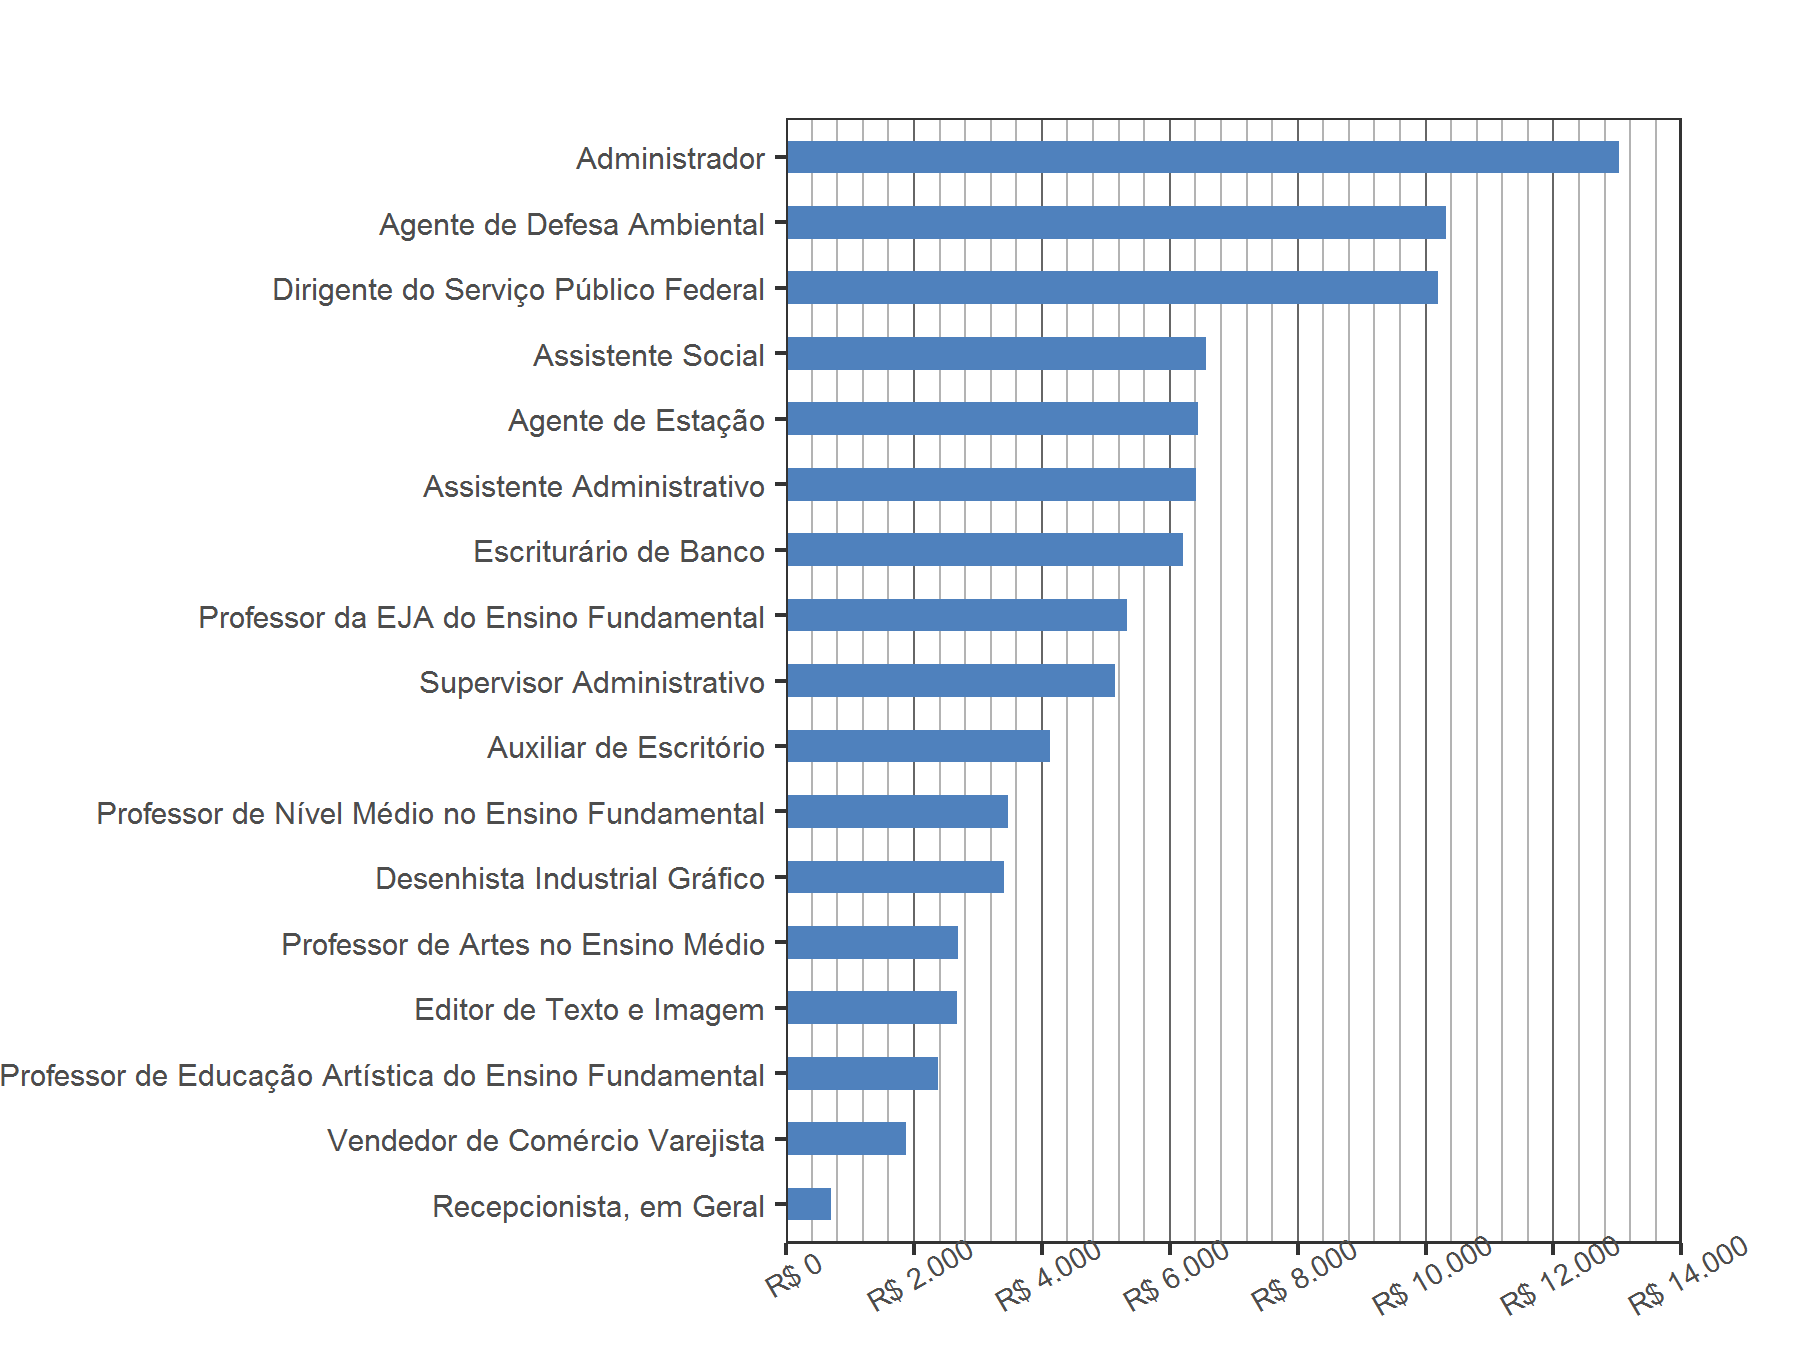 Administrador
Agente de Defesa Ambiental
Dirigente do Serviço Público Federal
Assistente Social
Agente de Estação
Assistente Administrativo
Escriturário de Banco
Professor da EJA do Ensino Fundamental
Supervisor Administrativo
Auxiliar de Escritório
Professor de Nível Médio no Ensino Fundamental
Desenhista Industrial Gráfico
Professor de Artes no Ensino Médio
Editor de Texto e Imagem
Professor de Educação Artística do Ensino Fundamental
Vendedor de Comércio Varejista
Recepcionista, em Geral
R$ 0
R$ 2.000
R$ 4.000
R$ 6.000
R$ 8.000
R$ 10.000
R$ 12.000
R$ 14.000